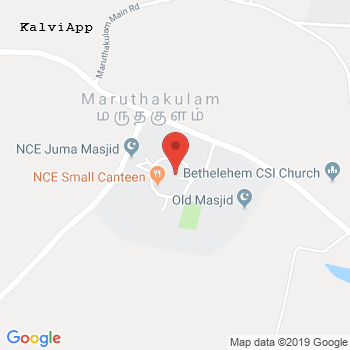 KalviApp
Maruthakulam Main Rd
Maruthakulam
மருதகுளம்
NCE Juma Masjid
NCE Small Canteen
Bethelehem CSI Church
Old Masjid
Google
Map data ©2019 Google